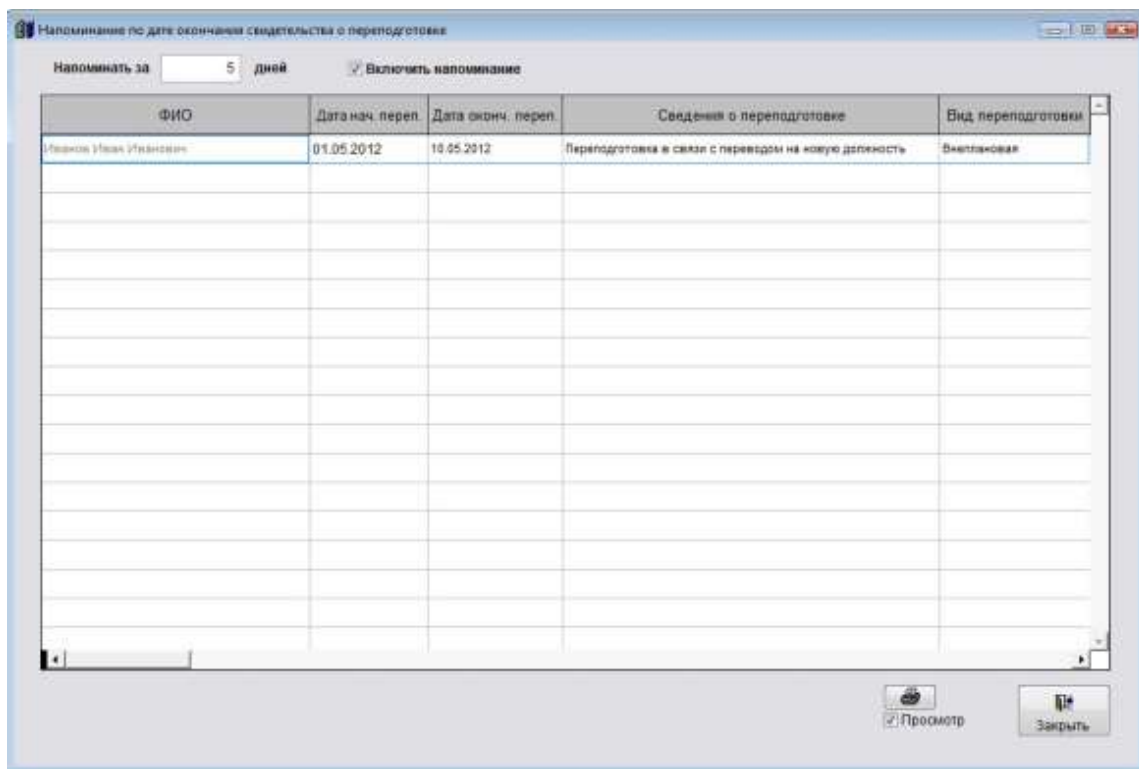 Напоминание по дате окончания свидетельства о переподготовке
Напоминать за 5 дней Включить напоминание
ФИО Дата нач. переп. Дата оконч. переп. Сведения о переподготовке Вид переподготовки
Иванов Иван Иванович 01.05.2012 10.05.2012 Переподготовка в связи с переводом на новую должность Внеплановая
Просмотр
Закрыть